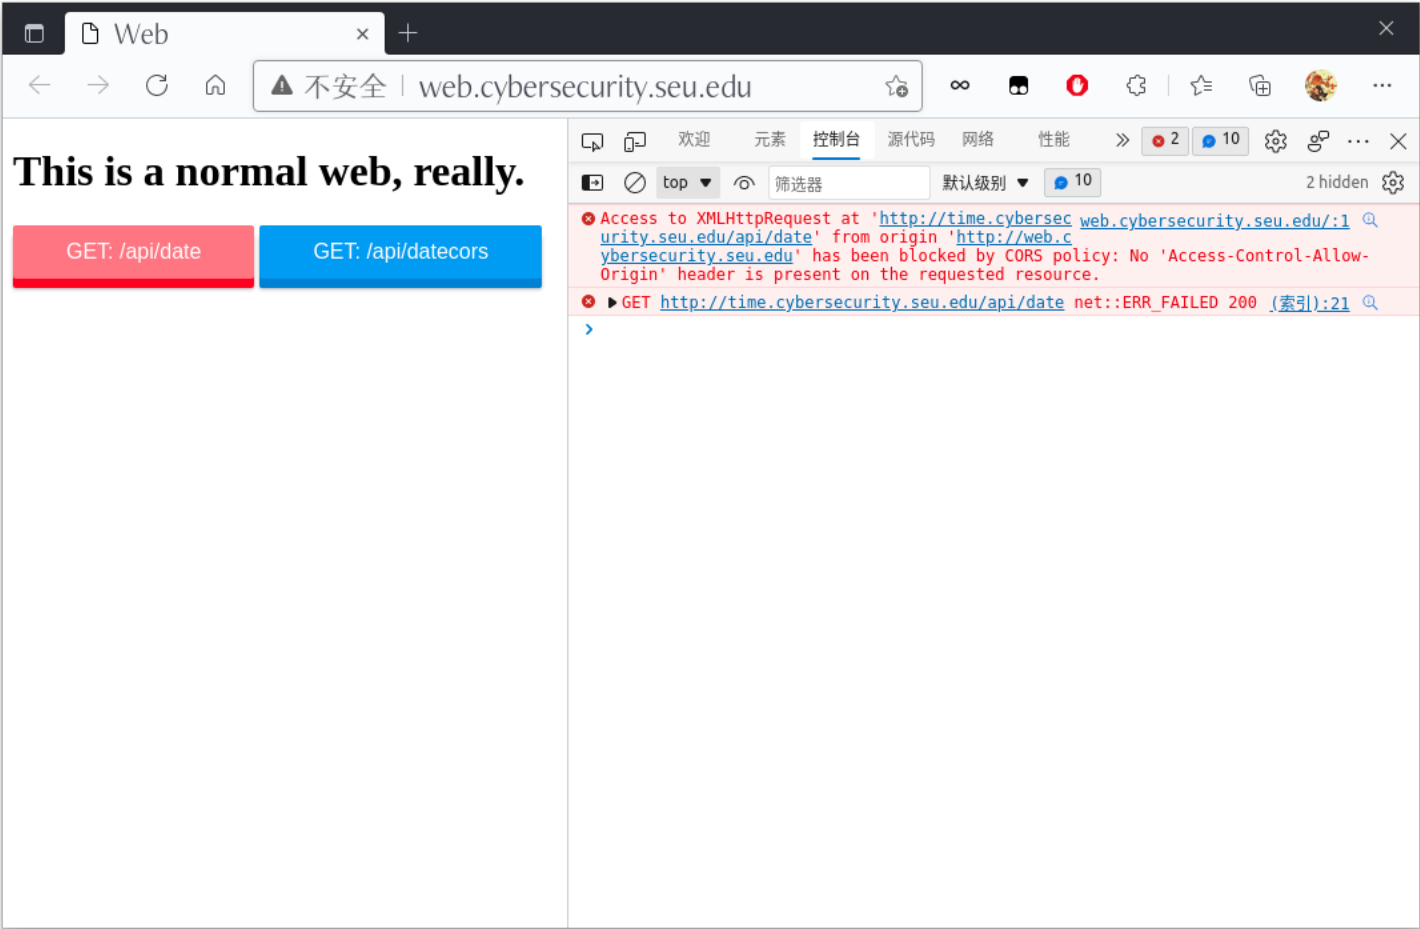 Web
不安全 web.cybersecurity.seu.edu
This is a normal web, really.
GET: /api/date GET: /api/datecors
欢迎 元素 控制台 源代码 网络 性能 2 10
top 筛选器 默认级别 10 2 hidden
Access to XMLHttpRequest at 'http://time.cybersec web.cybersecurity.seu.edu/:1
urity.seu.edu/api/date' from origin 'http://web.c
ybersecurity.seu.edu' has been blocked by CORS policy: No 'Access-Control-Allow-
Origin' header is present on the requested resource.
GET http://time.cybersecurity.seu.edu/api/date net::ERR_FAILED 200 (索引):21